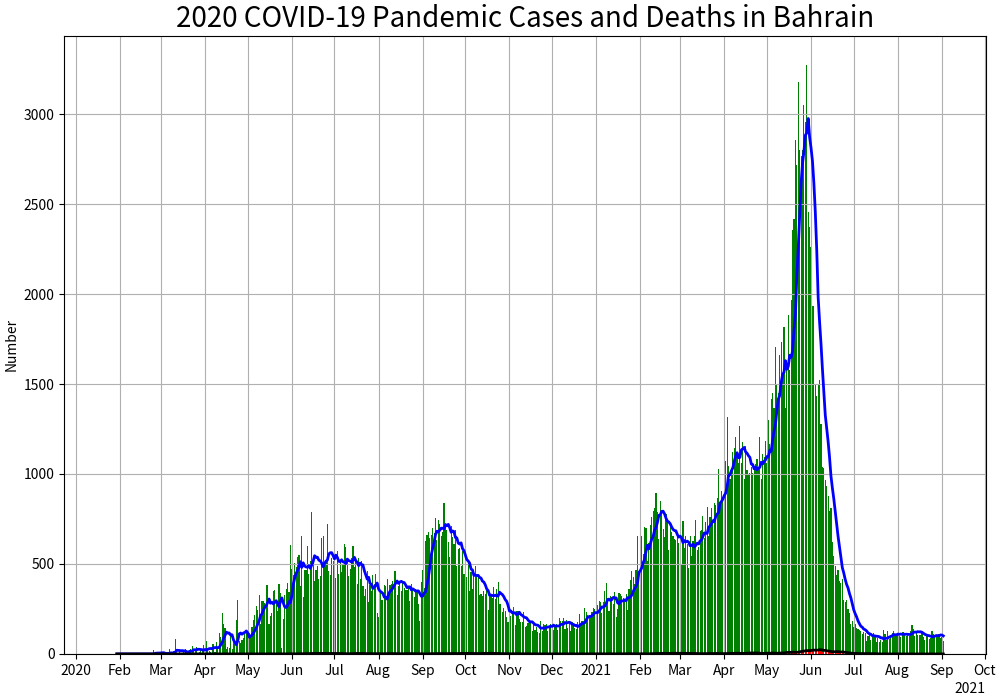 2020 COVID-19 Pandemic Cases and Deaths in Bahrain
Number
3000
2500
2000
1500
1000
500
0
2020 Feb Mar Apr May Jun Jul Aug Sep Oct Nov Dec 2021 Feb Mar Apr May Jun Jul Aug Sep Oct
2021